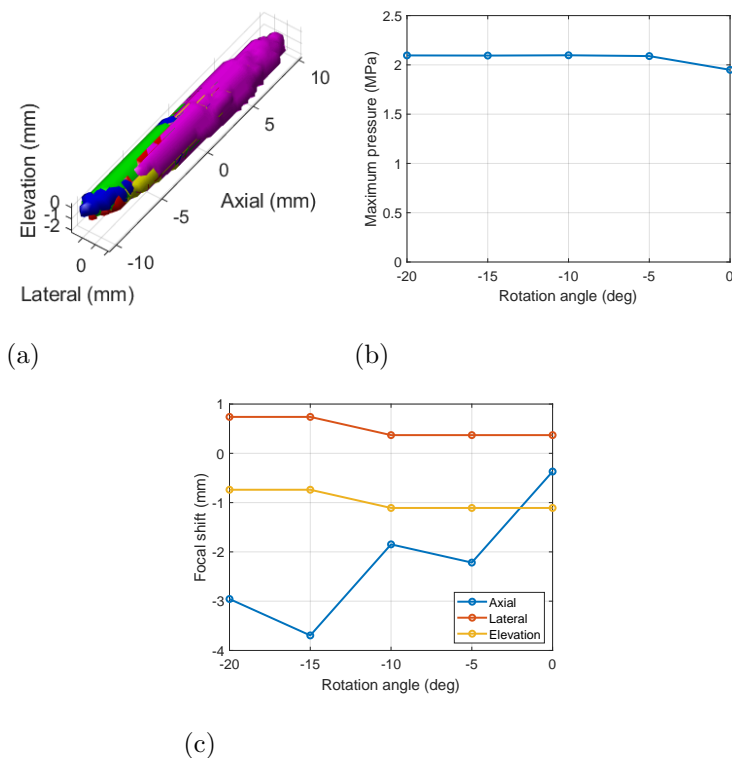 Elevation (mm)
0
-1
-2
0
Lateral (mm)
-10
-5
0
5
10
Axial (mm)
(a)
Maximum pressure (MPa)
2.5
2
1.5
1
0.5
0
-20 -15 -10 -5 0
Rotation angle (deg)
(b)
Focal shift (mm)
1
0
-1
-2
-3
-4
-20 -15 -10 -5 0
Rotation angle (deg)
Axial
Lateral
Elevation
(c)